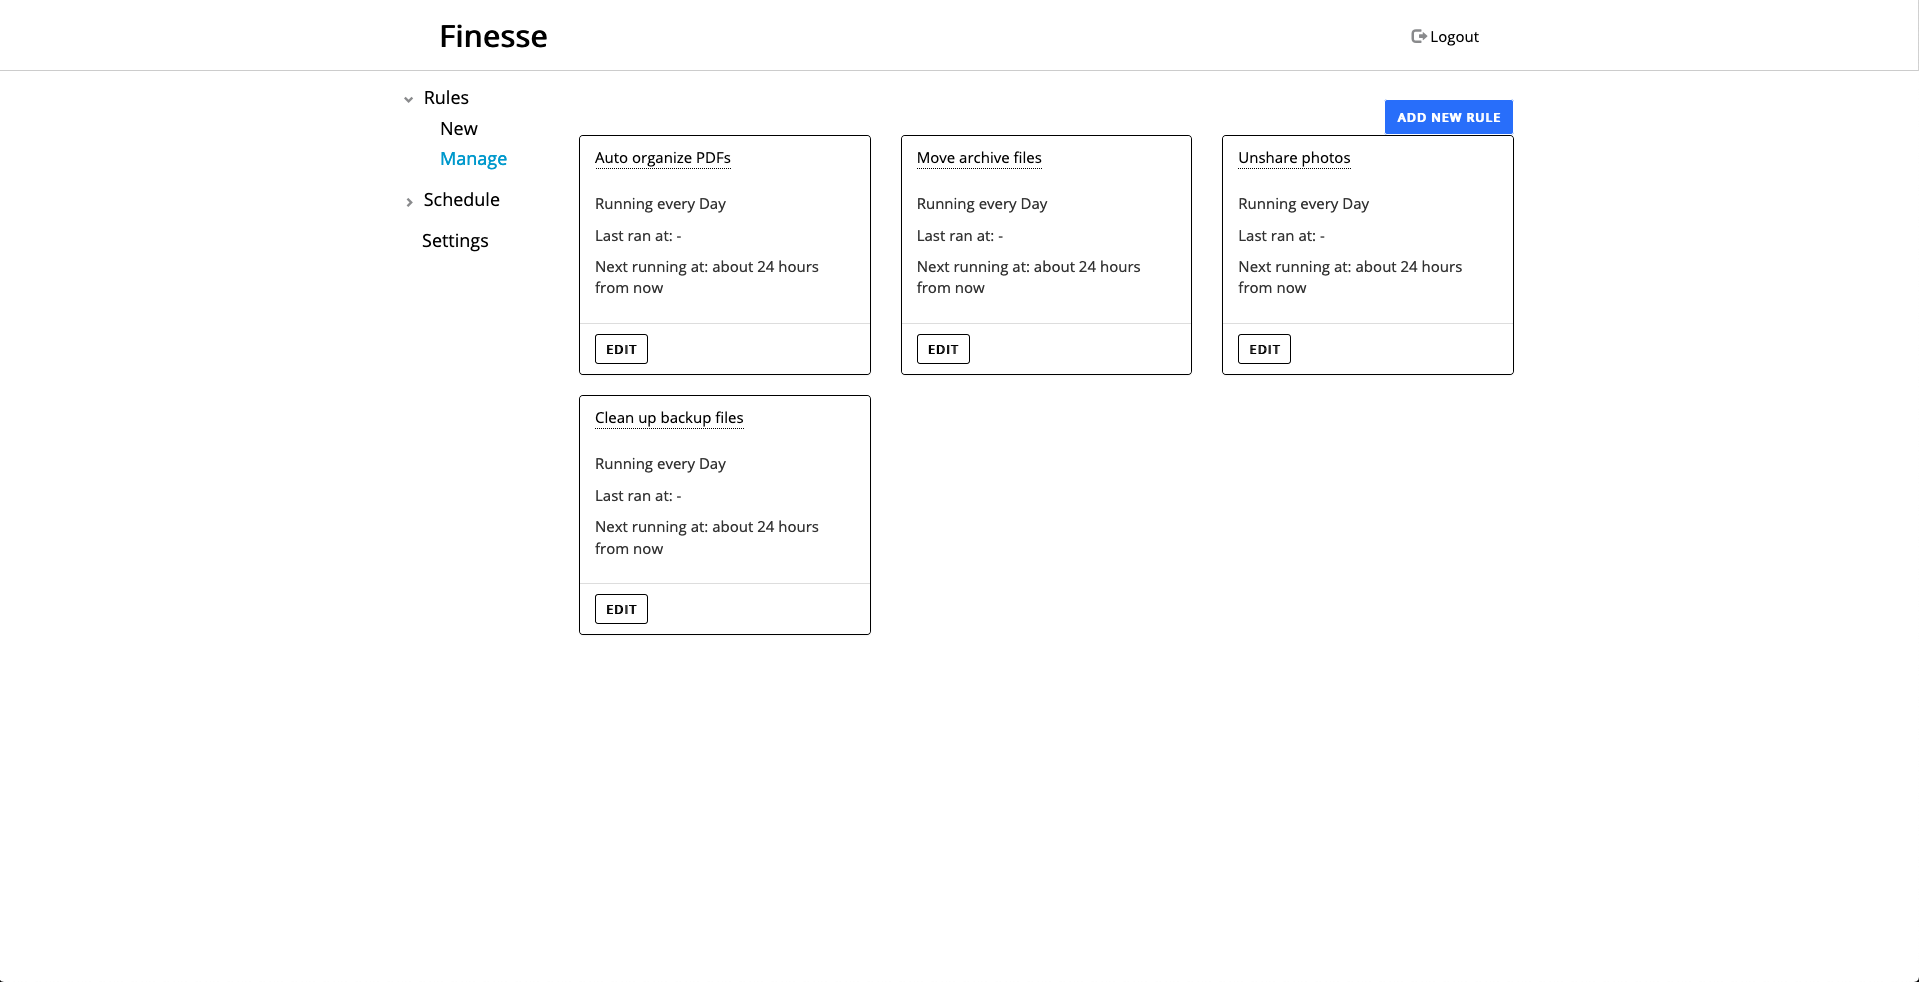 Finesse
Logout
Rules
New
Manage
Schedule
Settings
ADD NEW RULE
Auto organize PDFs
Running every Day
Last ran at: -
Next running at: about 24 hours
from now
EDIT
Move archive files
Running every Day
Last ran at: -
Next running at: about 24 hours
from now
EDIT
Unshare photos
Running every Day
Last ran at: -
Next running at: about 24 hours
from now
EDIT
Clean up backup files
Running every Day
Last ran at: -
Next running at: about 24 hours
from now
EDIT